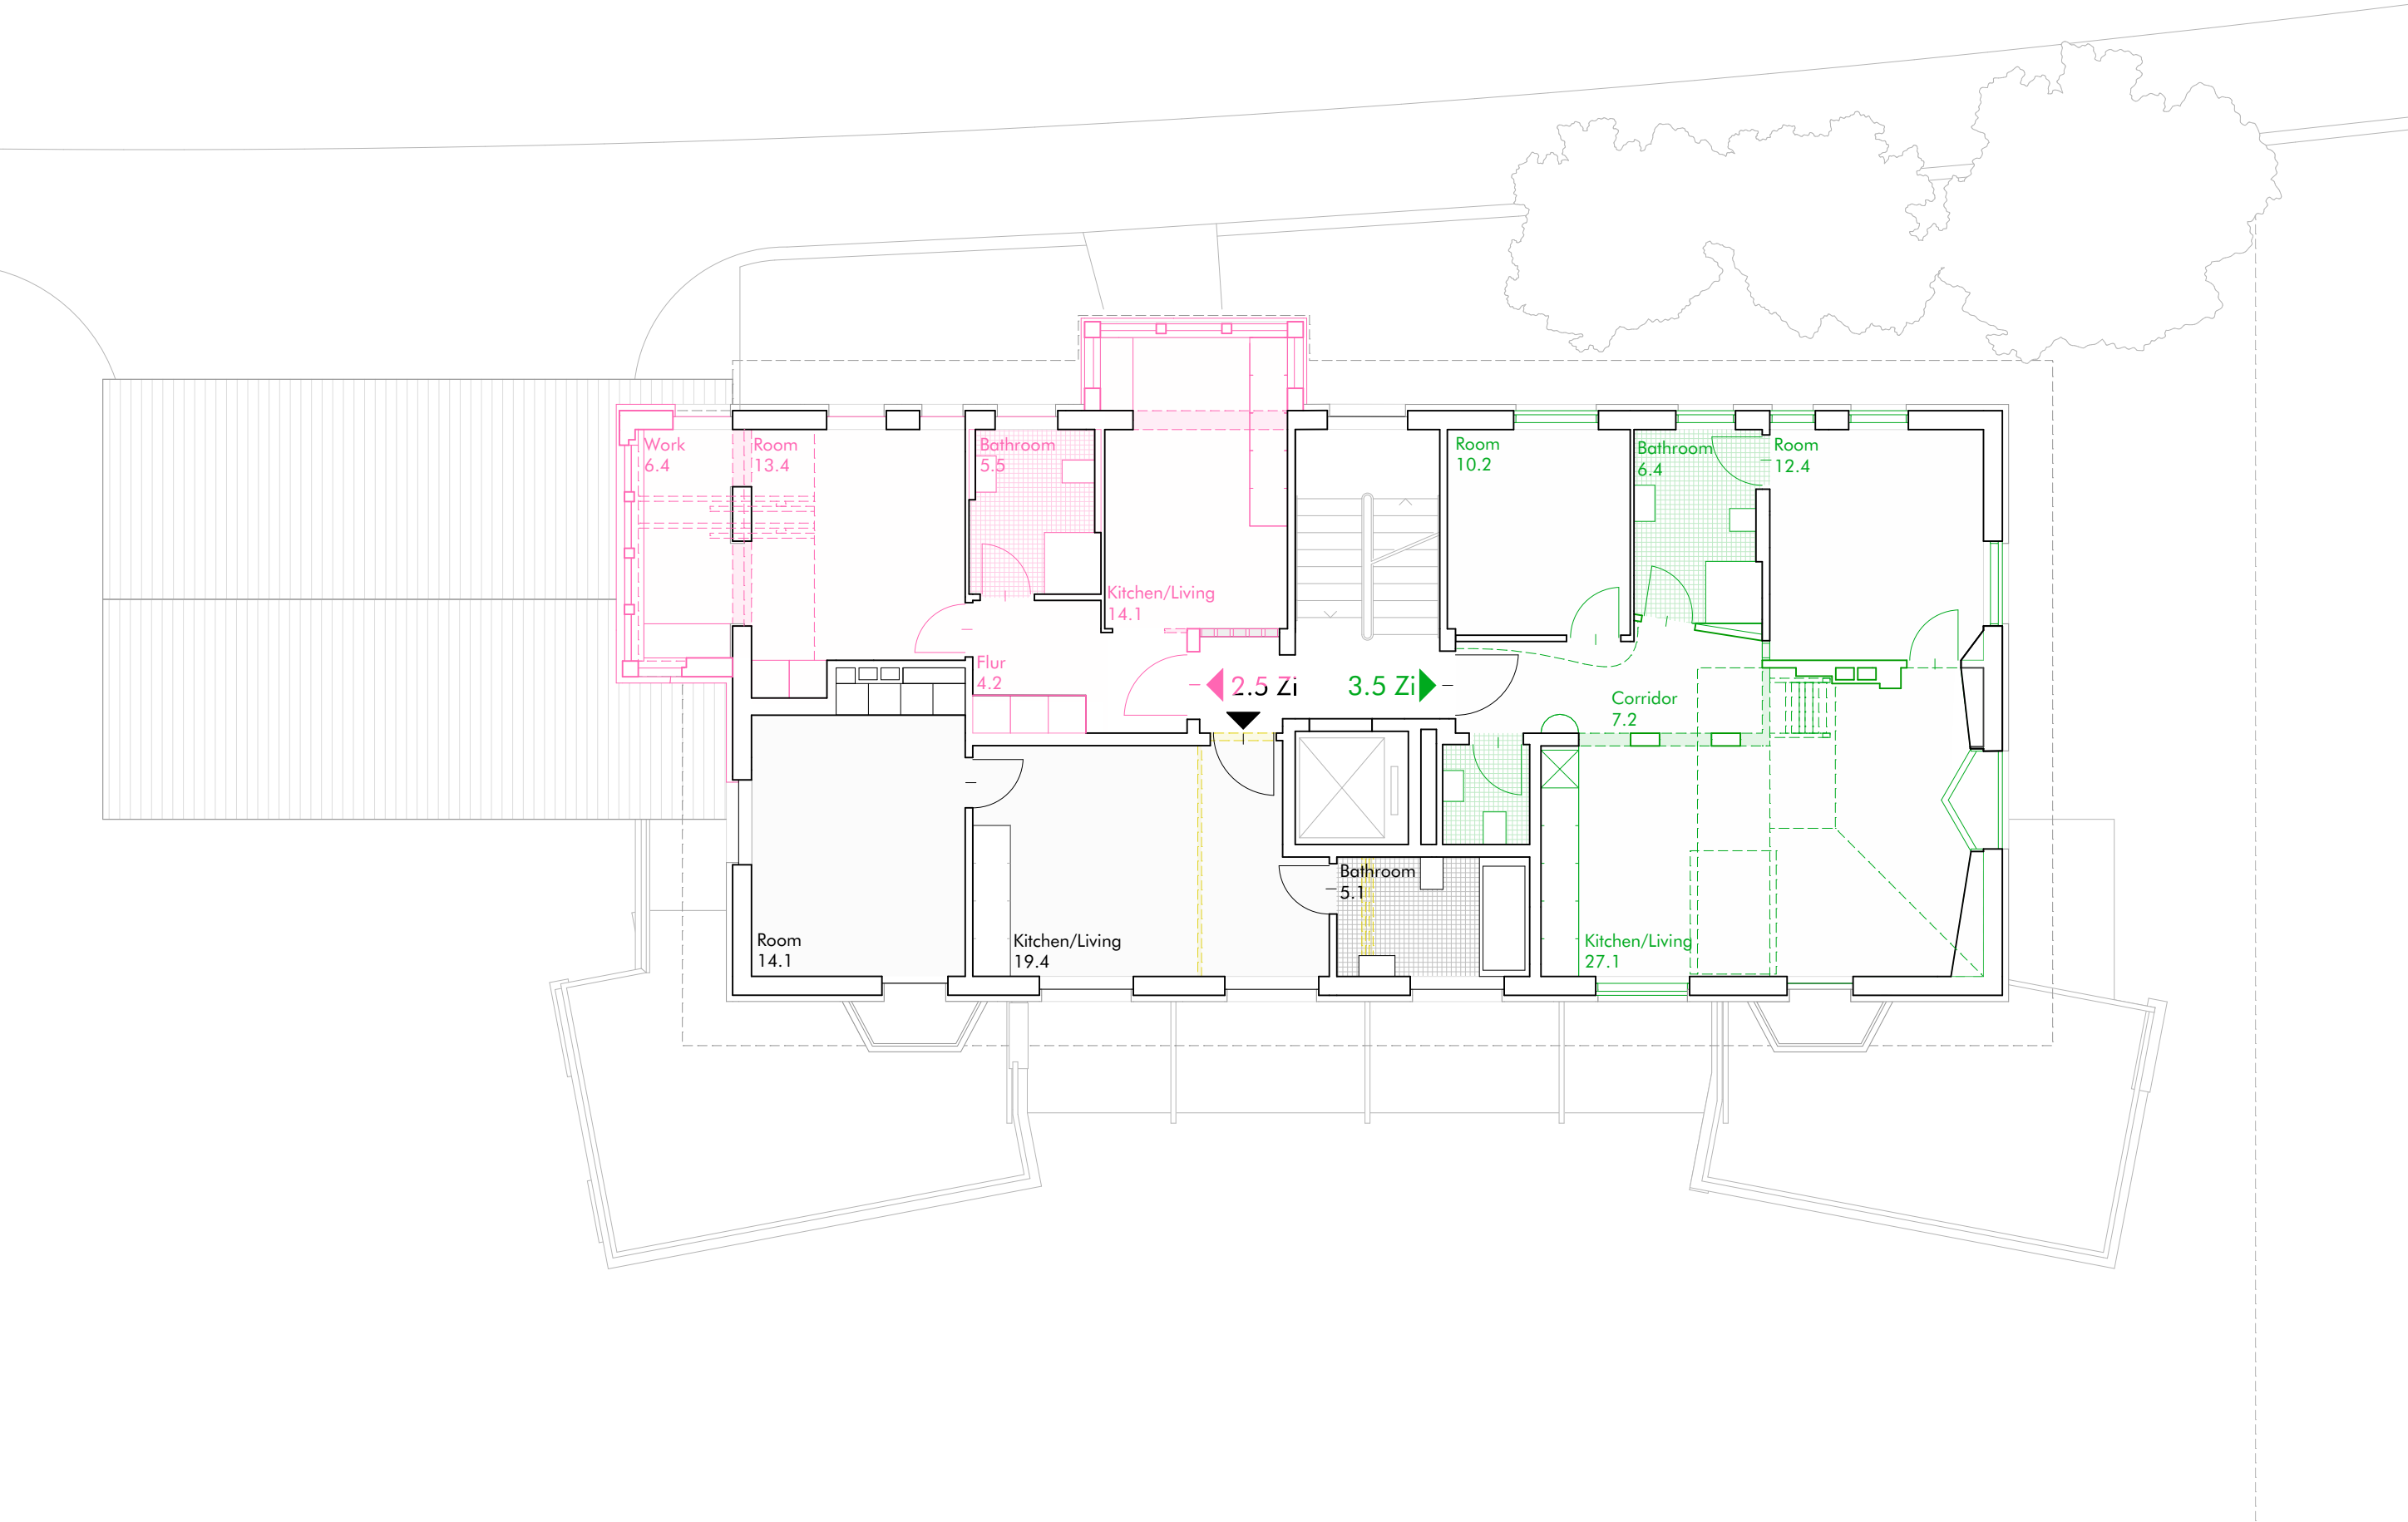 Work
6.4
Room
13.4
Bathroom
5.5
Kitchen/Living
14.1
Flur
4.2
2.5 Zi
3.5 Zi
Room
10.2
Bathroom
6.4
Room
12.4
Corridor
7.2
Bathroom
5.1
Room
14.1
Kitchen/Living
19.4
Kitchen/Living
27.1